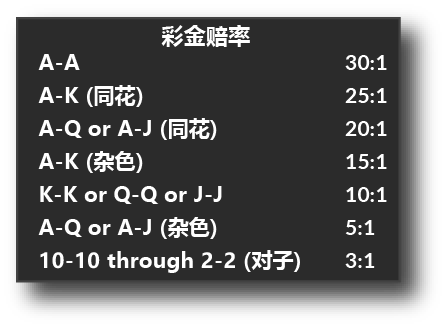 彩金赔率
A-A 30:1
A-K (同花) 25:1
A-Q or A-J (同花) 20:1
A-K (杂色) 15:1
K-K or Q-Q or J-J 10:1
A-Q or A-J (杂色) 5:1
10-10 through 2-2 (对子) 3:1